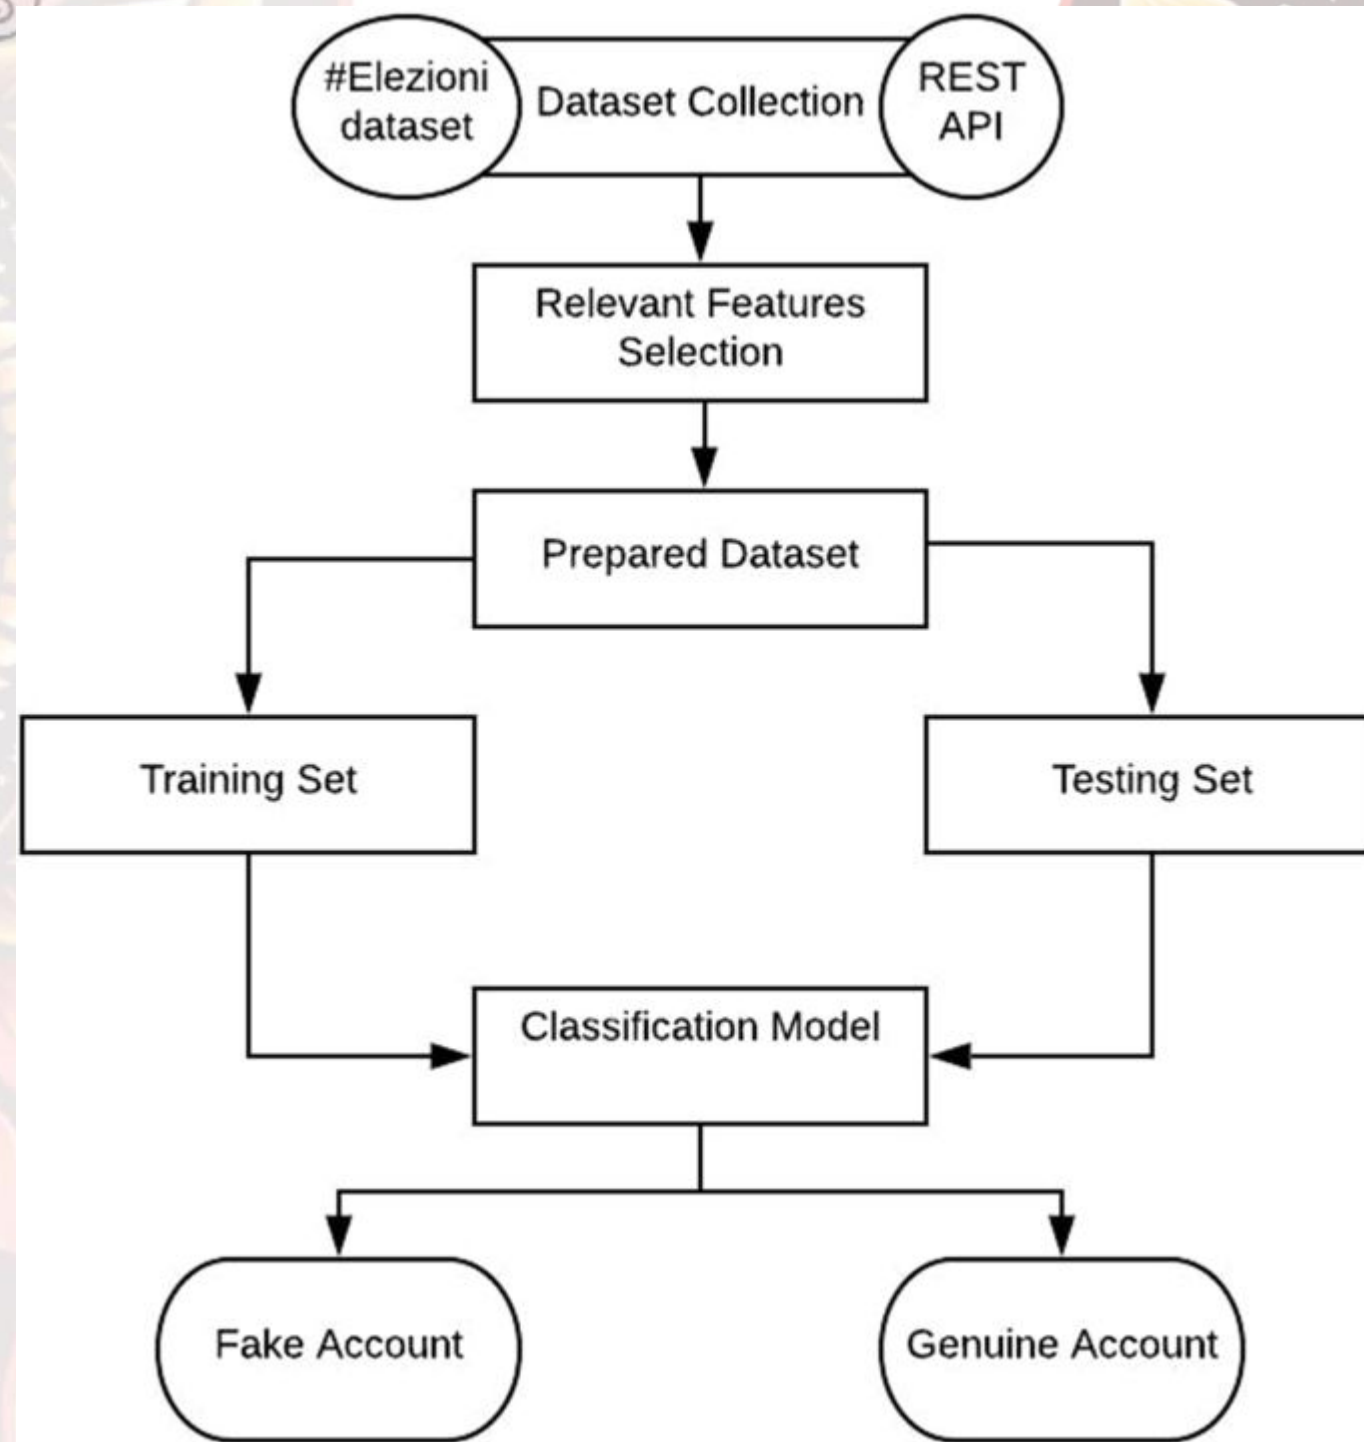 #Elezioni
dataset
Dataset Collection
REST
API
Relevant Features
Selection
Prepared Dataset
Training Set
Testing Set
Classification Model
Fake Account
Genuine Account